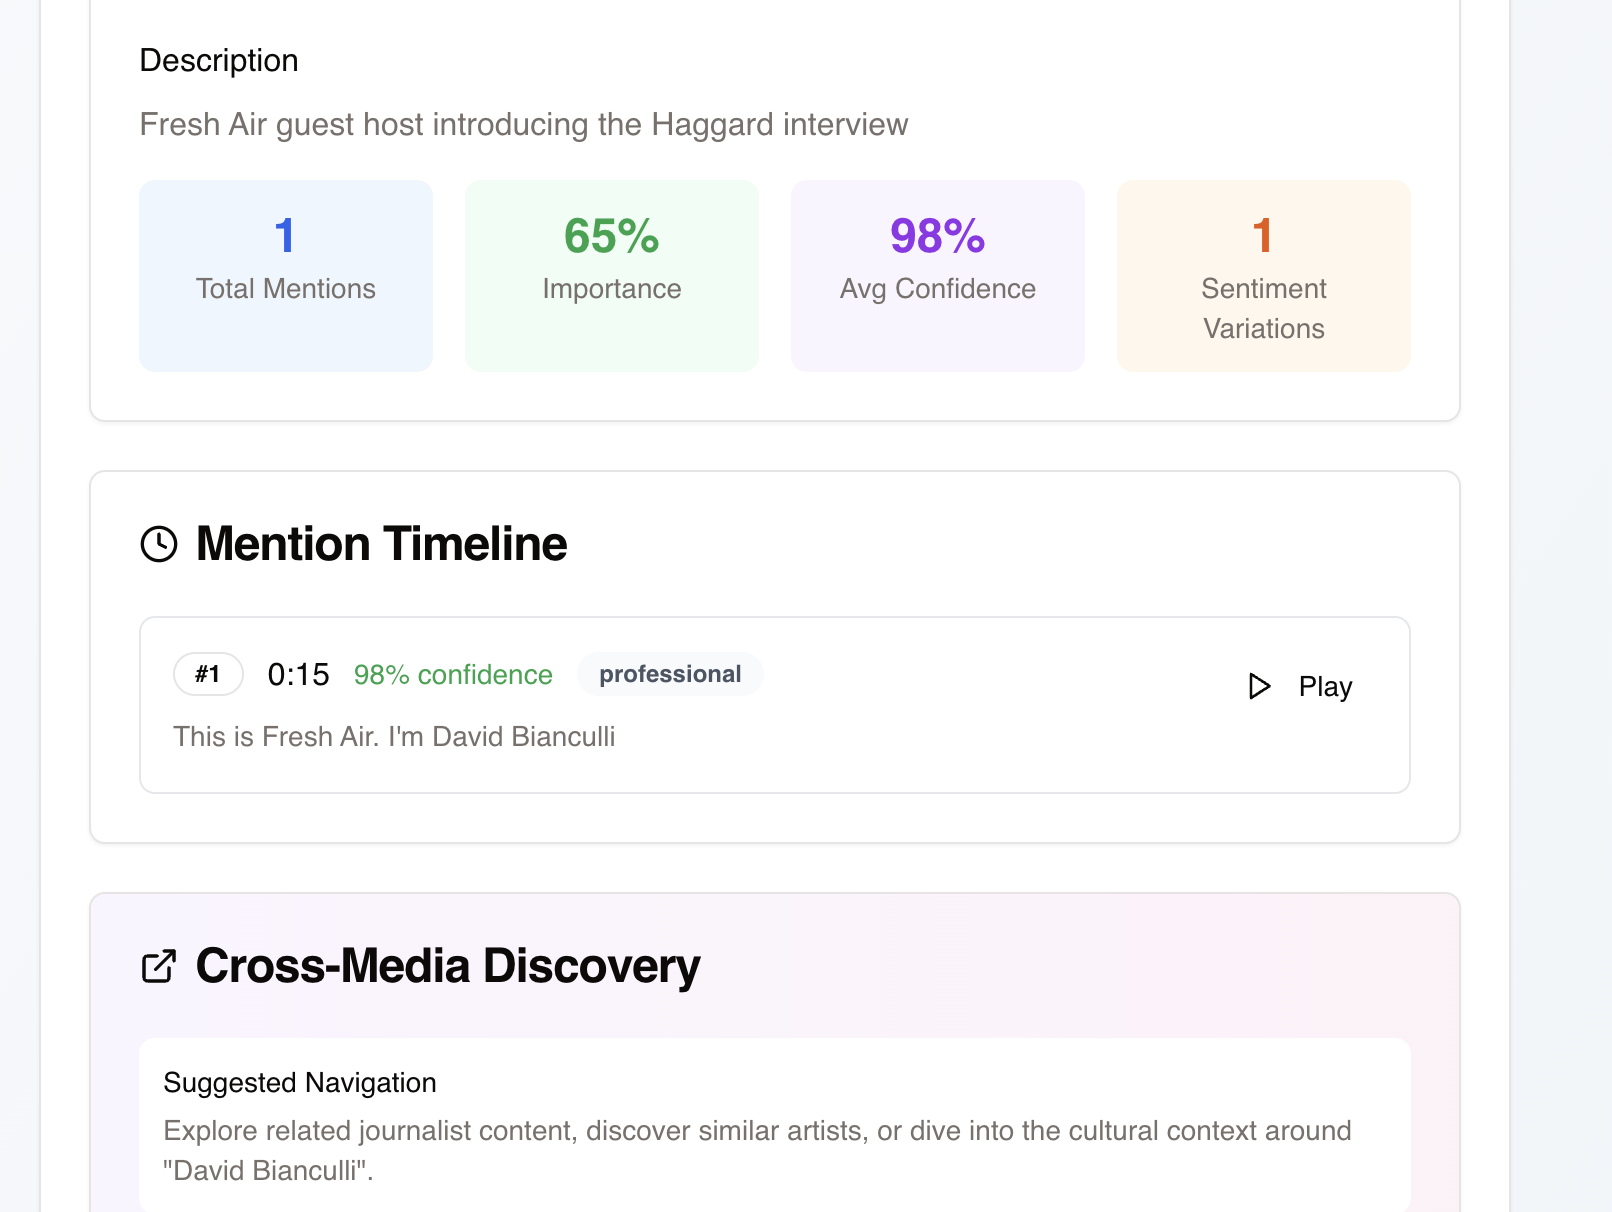 Description
Fresh Air guest host introducing the Haggard interview
1
Total Mentions
65%
Importance
98%
Avg Confidence
1
Sentiment
Variations
Mention Timeline
#1 0:15 98% confidence professional
Play
This is Fresh Air. I'm David Bianculli
Cross-Media Discovery
Suggested Navigation
Explore related journalist content, discover similar artists, or dive into the cultural context around
"David Bianculli".